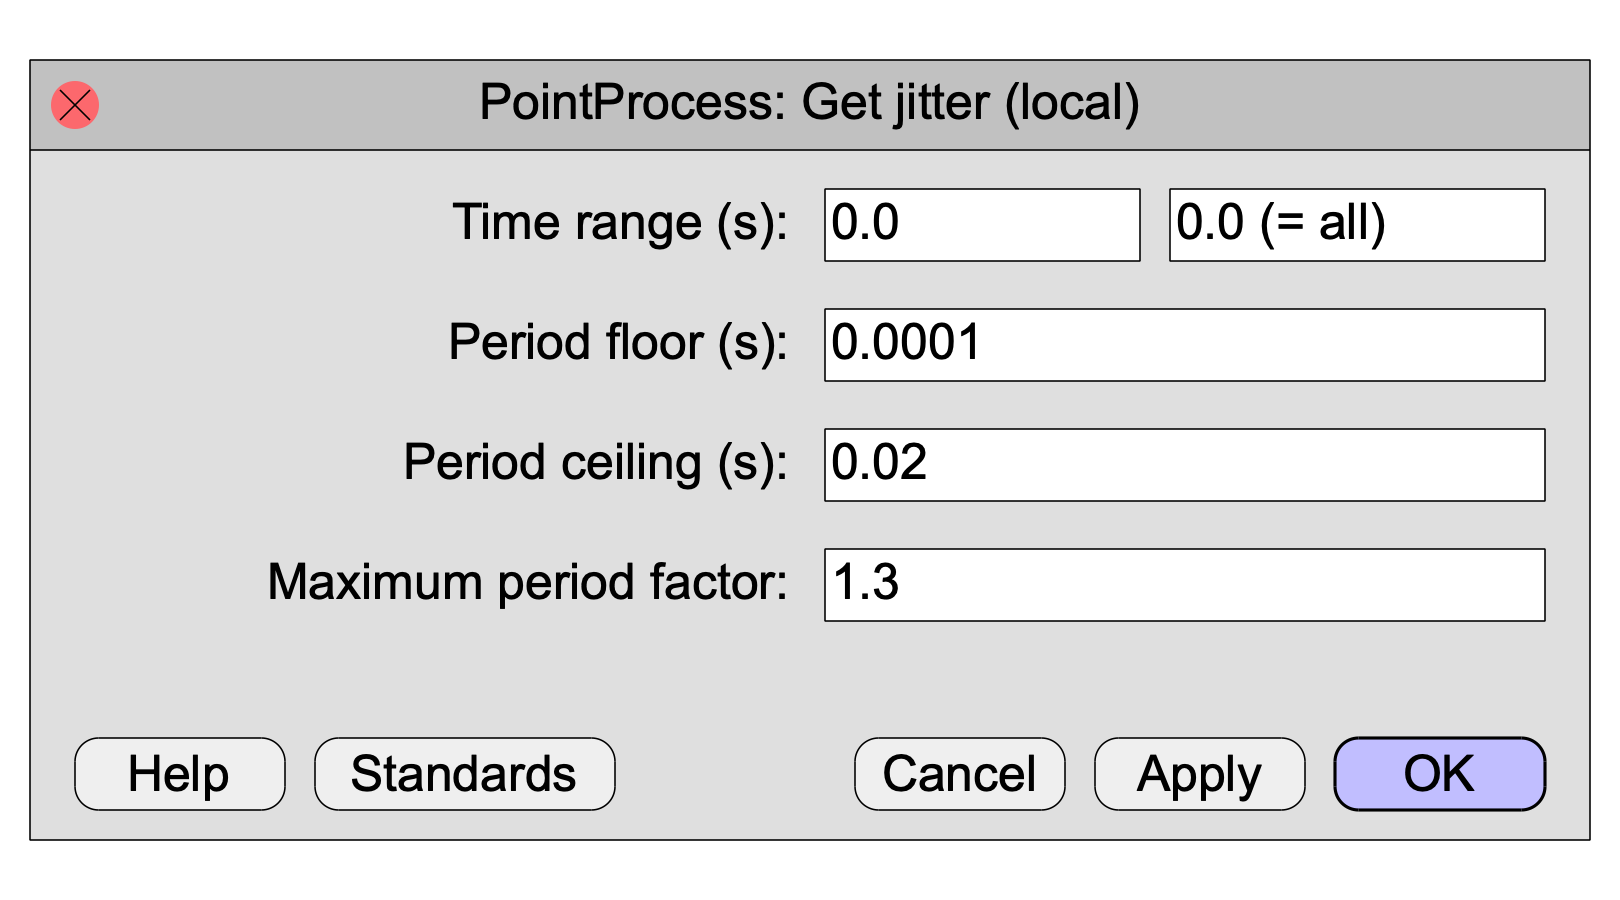 PointProcess: Get jitter (local)
Time range (s): 0.0 0.0 (= all)
Period floor (s): 0.0001
Period ceiling (s): 0.02
Maximum period factor: 1.3
Help Standards Cancel Apply OK